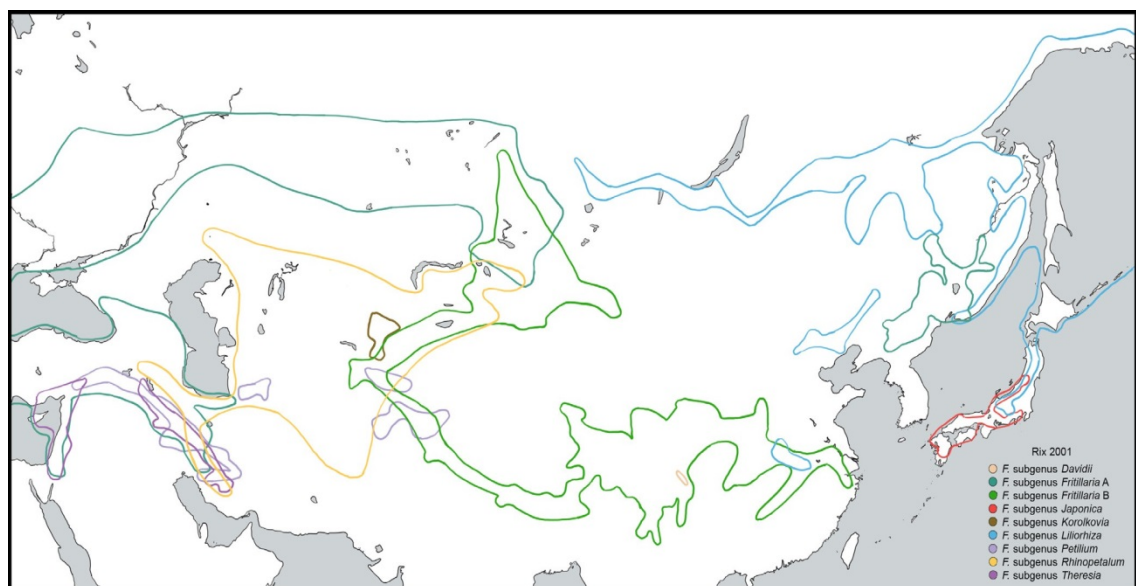 Rix 2001
F. subgenus Davidii
F. subgenus Fritillaria A
F. subgenus Fritillaria B
F. subgenus Japonica
F. subgenus Korolkovia
F. subgenus Liliorhiza
F. subgenus Petilium
F. subgenus Rhinopetalum
F. subgenus Theresia